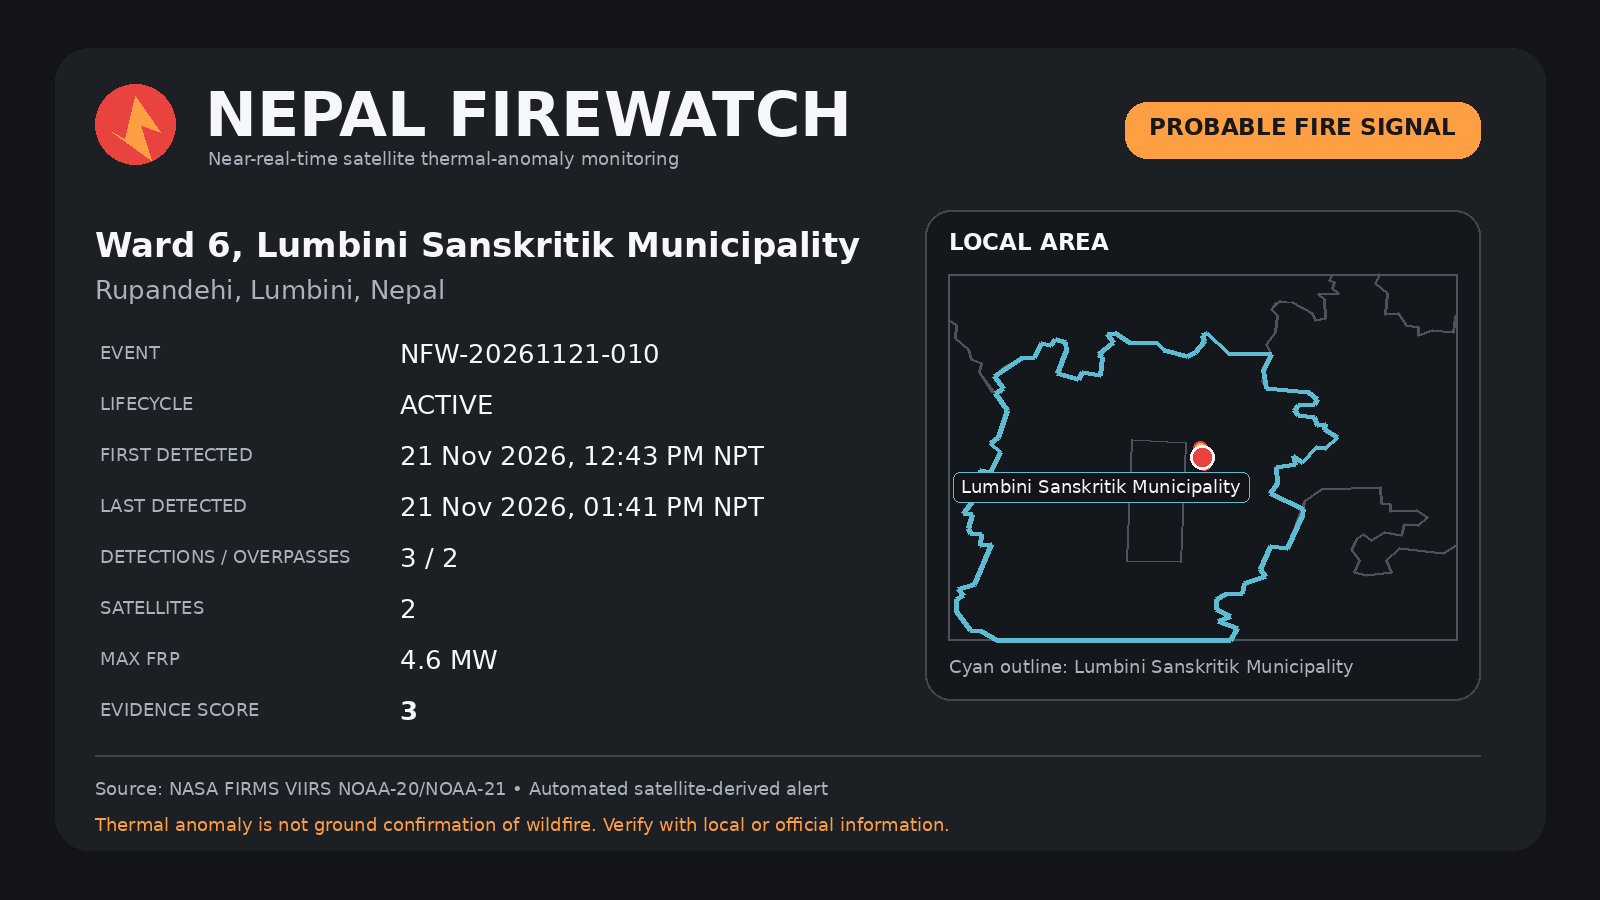 NEPAL FIREWATCH
Near-real-time satellite thermal-anomaly monitoring
PROBABLE FIRE SIGNAL
Ward 6, Lumbini Sanskritik Municipality
Rupandehi, Lumbini, Nepal
EVENT NFW-20261121-010
LIFECYCLE ACTIVE
FIRST DETECTED 21 Nov 2026, 12:43 PM NPT
LAST DETECTED 21 Nov 2026, 01:41 PM NPT
DETECTIONS / OVERPASSES 3 / 2
SATELLITES 2
MAX FRP 4.6 MW
EVIDENCE SCORE 3
LOCAL AREA
Lumbini Sanskritik Municipality
Cyan outline: Lumbini Sanskritik Municipality
Source: NASA FIRMS VIIRS NOAA-20/NOAA-21 • Automated satellite-derived alert
Thermal anomaly is not ground confirmation of wildfire. Verify with local or official information.